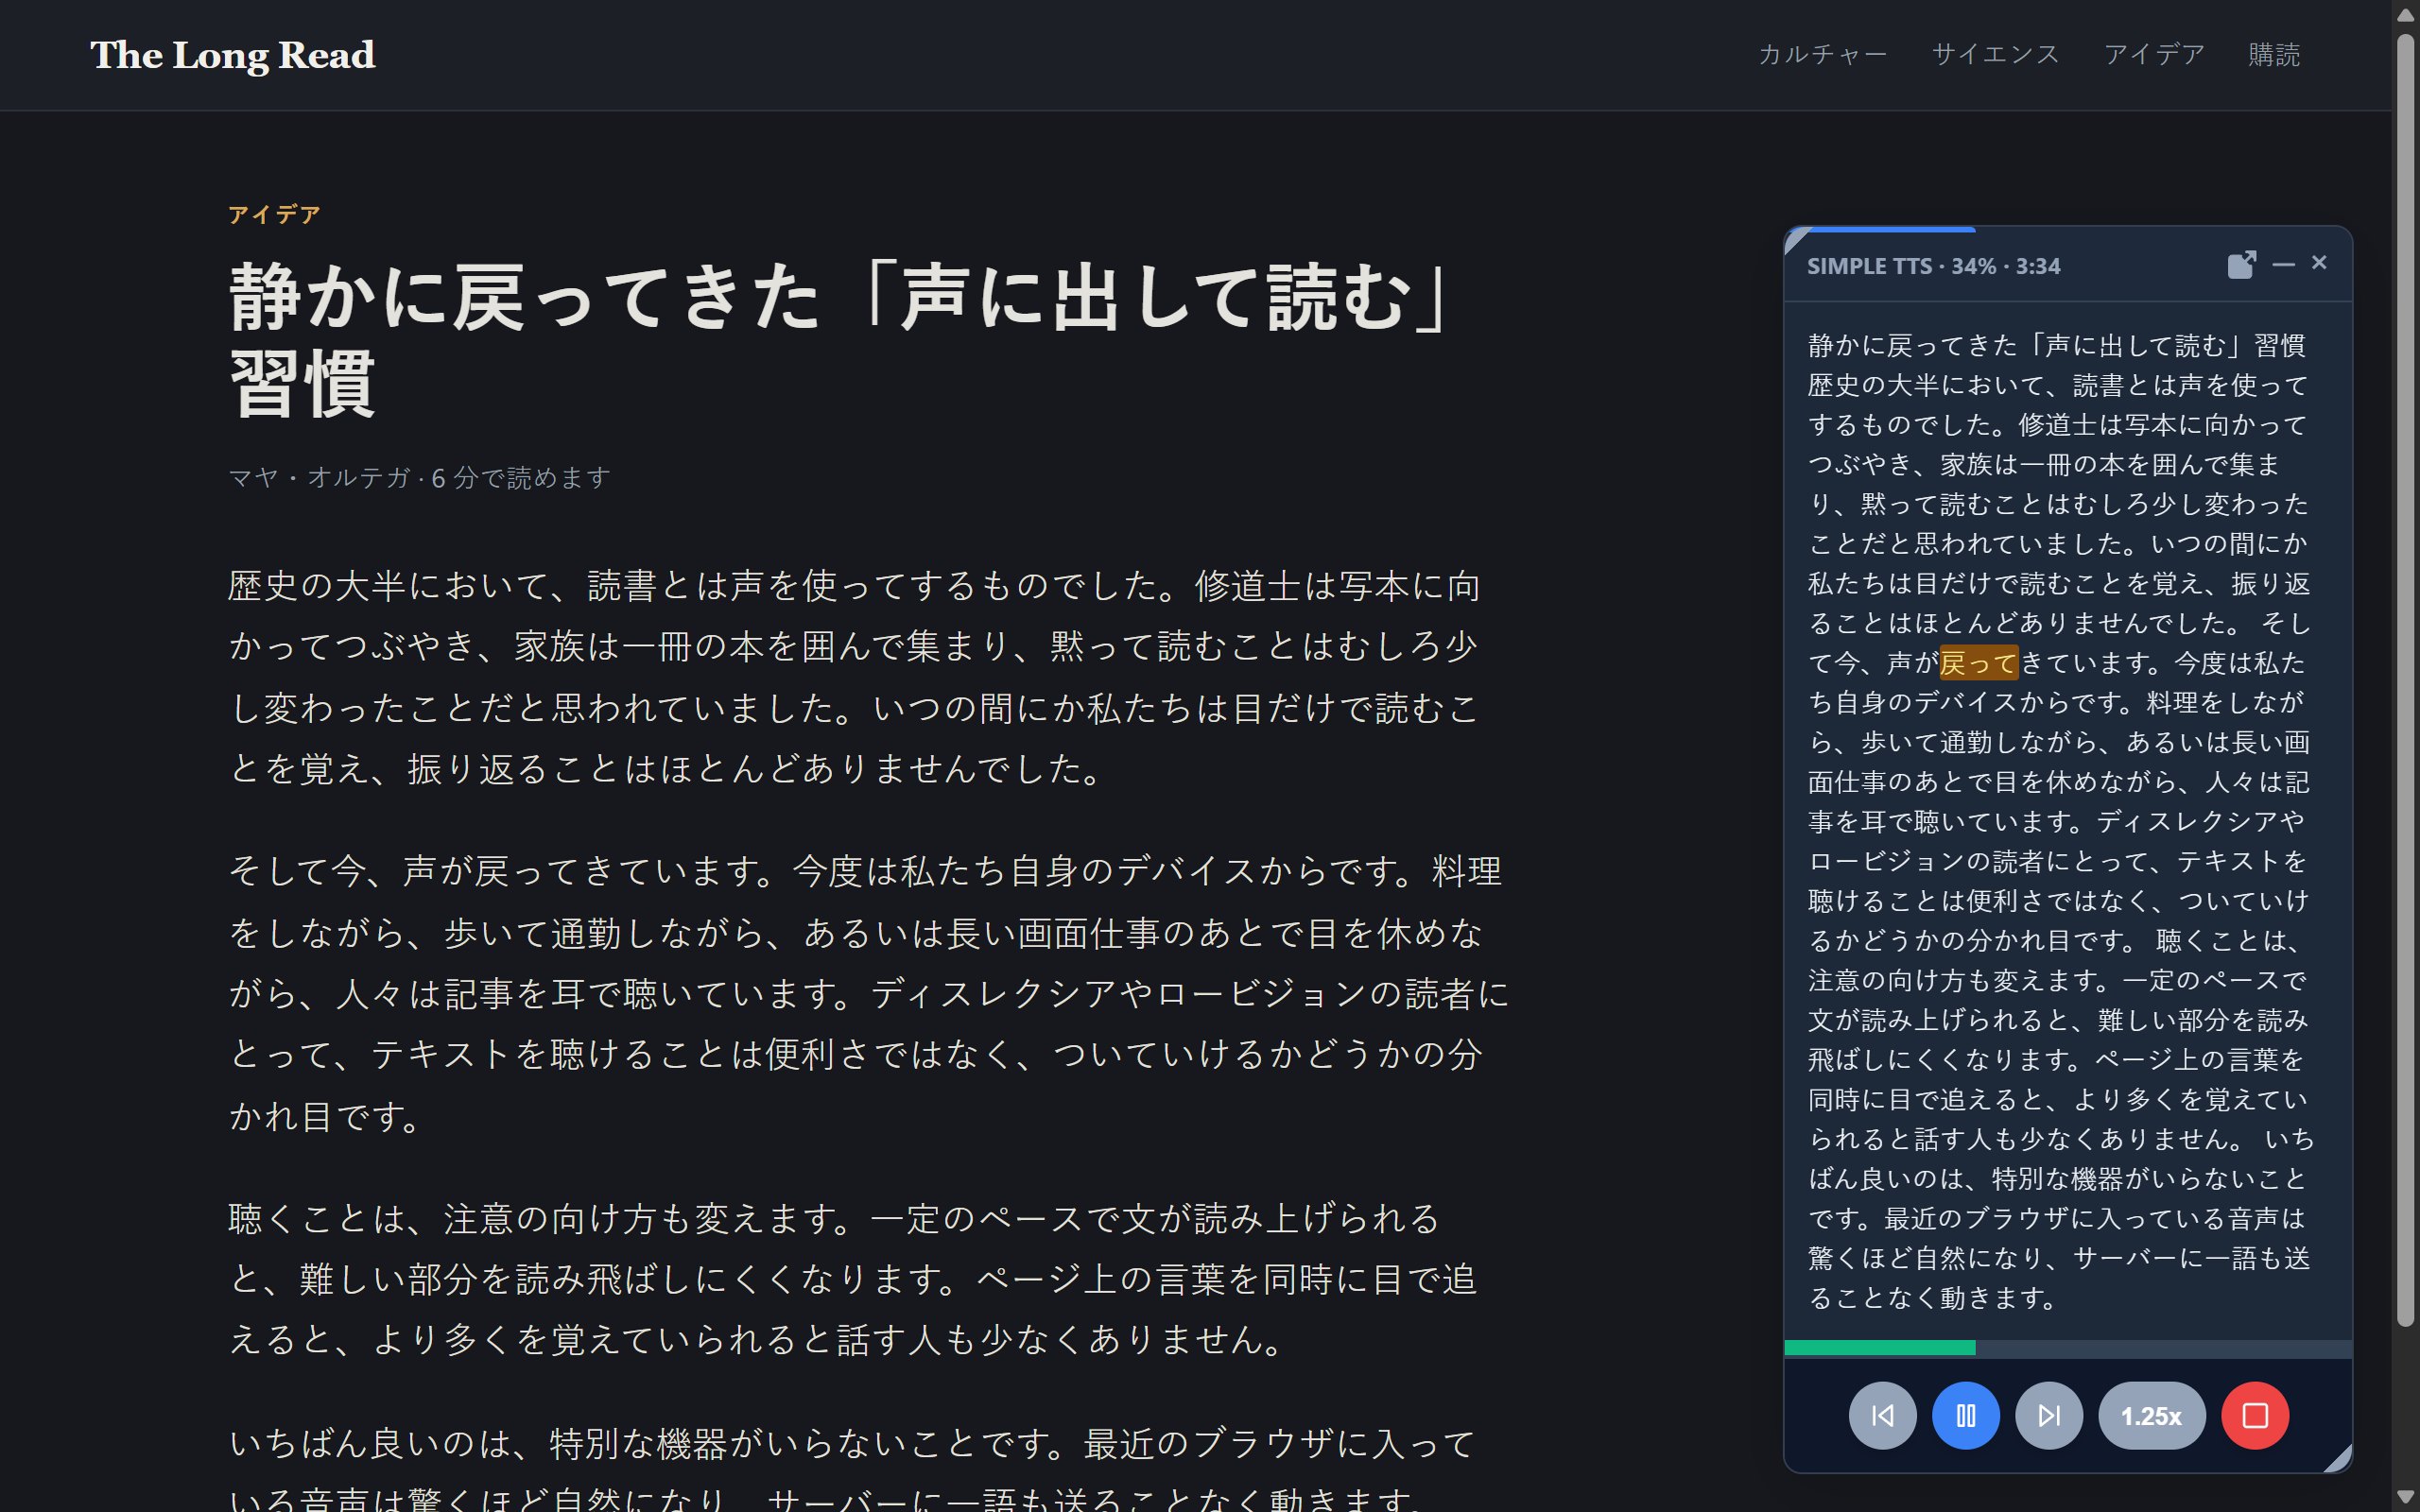 The Long Read
カルチャー サイエンス アイデア 購読
アイデア
静かに戻ってきた「声に出して読む」
習慣
マヤ・オルテガ · 6 分で読めます
歴史の大半において、読書とは声を使ってするものでした。修道士は写本に向
かってつぶやき、家族は一冊の本を囲んで集まり、黙って読むことはむしろ少
し変わったことだと思われていました。いつの間にか私たちは目だけで読むこ
とを覚え、振り返ることはほとんどありませんでした。
そして今、声が戻ってきています。今度は私たち自身のデバイスからです。料理
をしながら、歩いて通勤しながら、あるいは長い画面仕事のあとで目を休めな
がら、人々は記事を耳で聴いています。ディスレクシアやロービジョンの読者に
とって、テキストを聴けることは便利さではなく、ついていけるかどうかの分
かれ目です。
聴くことは、注意の向け方も変えます。一定のペースで文が読み上げられる
と、難しい部分を読み飛ばしにくくなります。ページ上の言葉を同時に目で追
えると、より多くを覚えていられると話す人も少なくありません。
いちばん良いのは、特別な機器がいらないことです。最近のブラウザに入って
いる音声は驚くほど自然になり、サーバーに一語も送ることなく動きます。
SIMPLE TTS · 34% · 3:34
静かに戻ってきた「声に出して読む」習慣
歴史の大半において、読書とは声を使って
するものでした。修道士は写本に向かって
つぶやき、家族は一冊の本を囲んで集ま
り、黙って読むことはむしろ少し変わった
ことだと思われていました。いつの間にか
私たちは目だけで読むことを覚え、振り返
ることはほとんどありませんでした。 そし
て今、声が戻ってきています。今度は私た
ち自身のデバイスからです。料理をしなが
ら、歩いて通勤しながら、あるいは長い画
面仕事のあとで目を休めながら、人々は記
事を耳で聴いています。ディスレクシアや
ロービジョンの読者にとって、テキストを
聴けることは便利さではなく、ついていけ
るかどうかの分かれ目です。 聴くことは、
注意の向け方も変えます。一定のペースで
文が読み上げられると、難しい部分を読み
飛ばしにくくなります。ページ上の言葉を
同時に目で追えると、より多くを覚えてい
られると話す人も少なくありません。 いち
ばん良いのは、特別な機器がいらないこと
です。最近のブラウザに入っている音声は
驚くほど自然になり、サーバーに一語も送
ることなく動きます。
1.25x